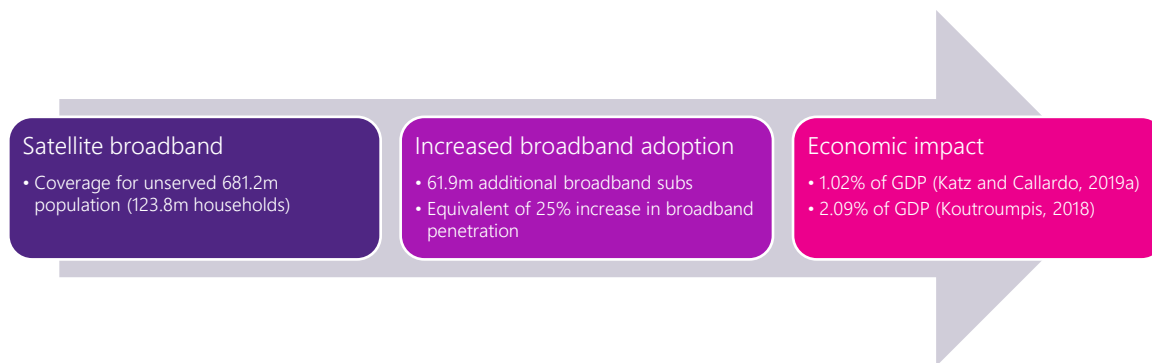 Satellite broadband
• Coverage for unserved 681.2m
population (123.8m households)
Increased broadband adoption
• 61.9m additional broadband subs
• Equivalent of 25% increase in broadband
penetration
Economic impact
• 1.02% of GDP (Katz and Callardo, 2019a)
• 2.09% of GDP (Koutroumpis, 2018)